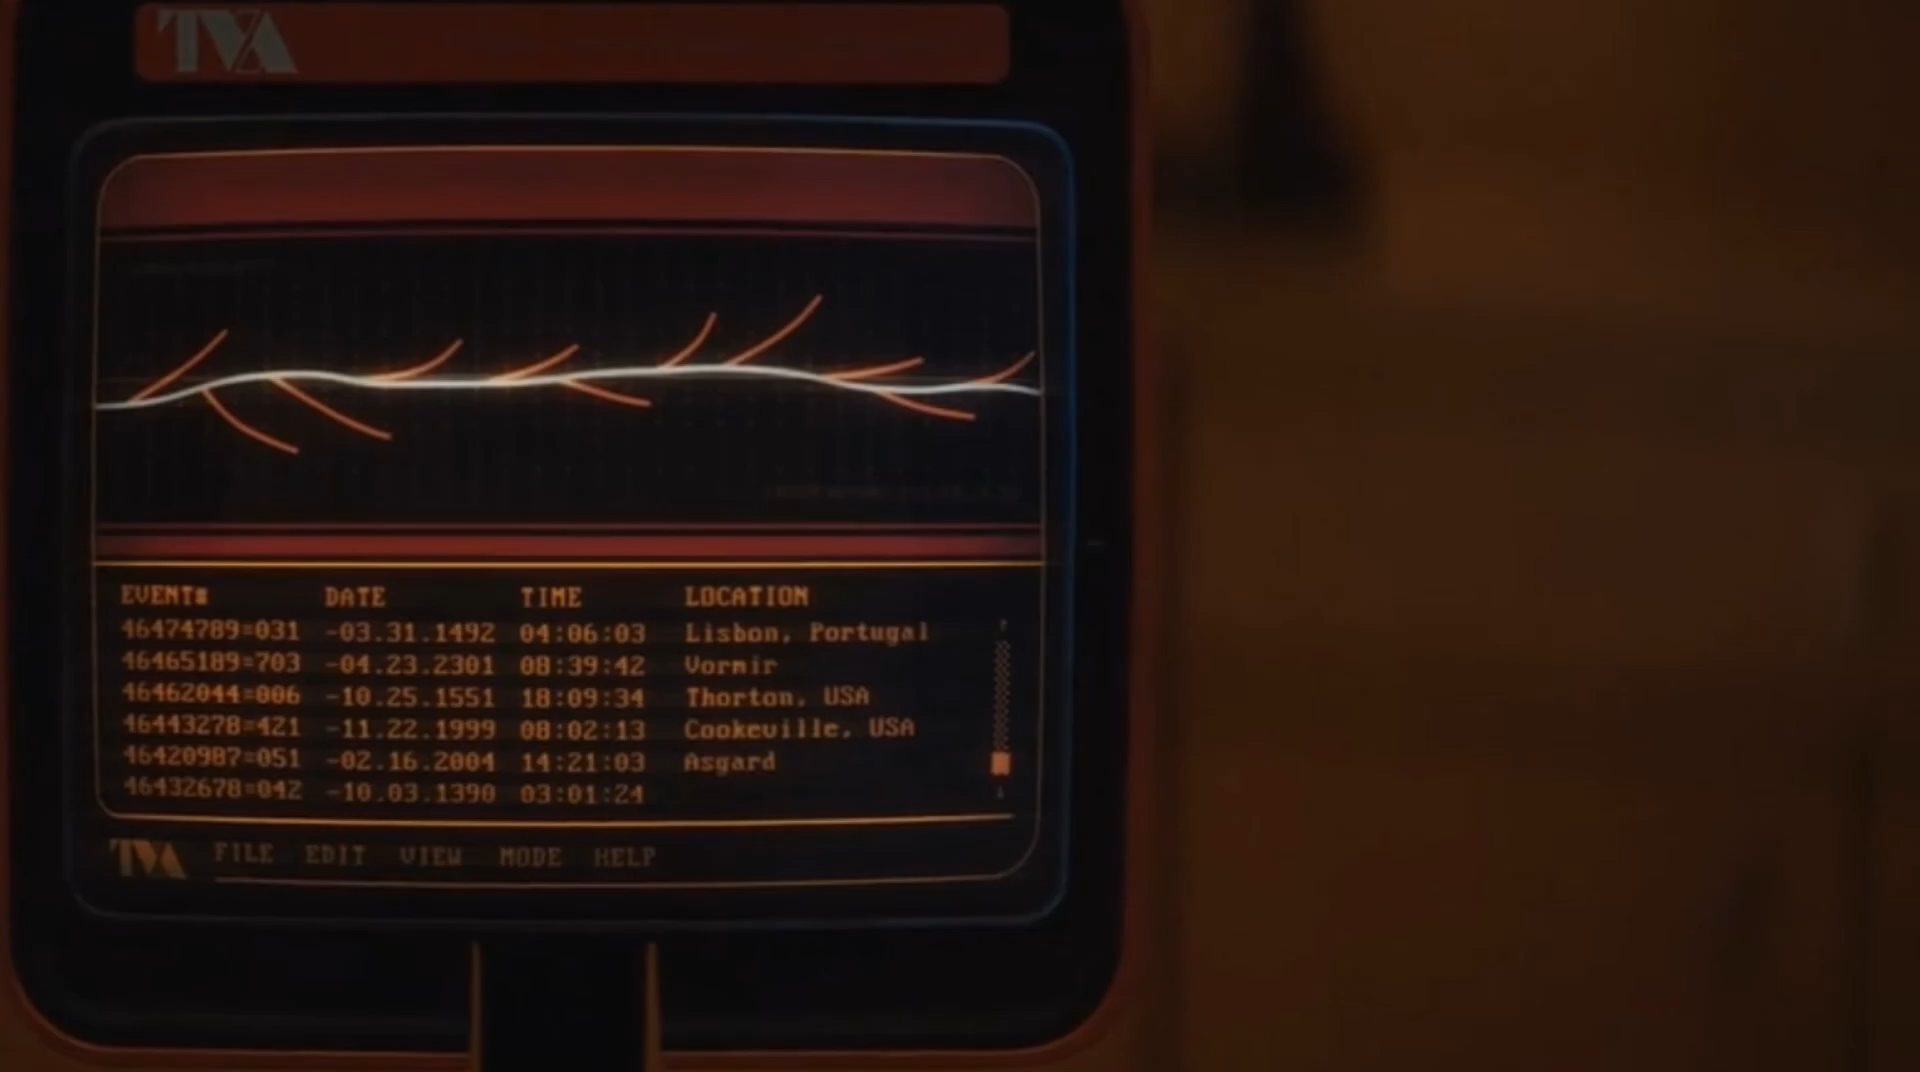 TVA
EVENT# DATE TIME LOCATION
46474789=031 -03.31.1492 04:06:03 Lisbon, Portugal
46465189=703 -04.23.2301 08:39:42 Vormir
46462044=006 -10.25.1551 18:09:34 Thorton, USA
46443278=421 -11.22.1999 08:02:13 Cookeville, USA
46420987=051 -02.16.2004 14:21:03 Asgard
46432678=042 -10.03.1390 03:01:24
TVA FILE EDIT VIEW MODE HELP